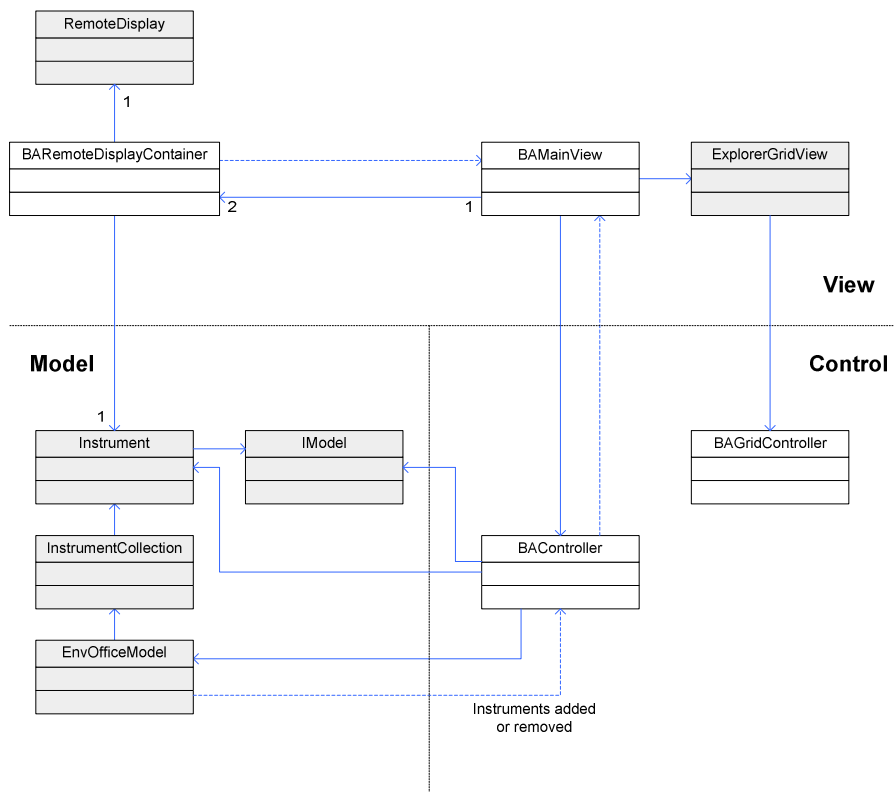 RemoteDisplay
1
BARemoteDisplayContainer
BAMainView
ExplorerGridView
2
1
View
Model
Control
1
Instrument
IModel
BAGridController
InstrumentCollection
BAController
EnvOfficeModel
Instruments added
or removed